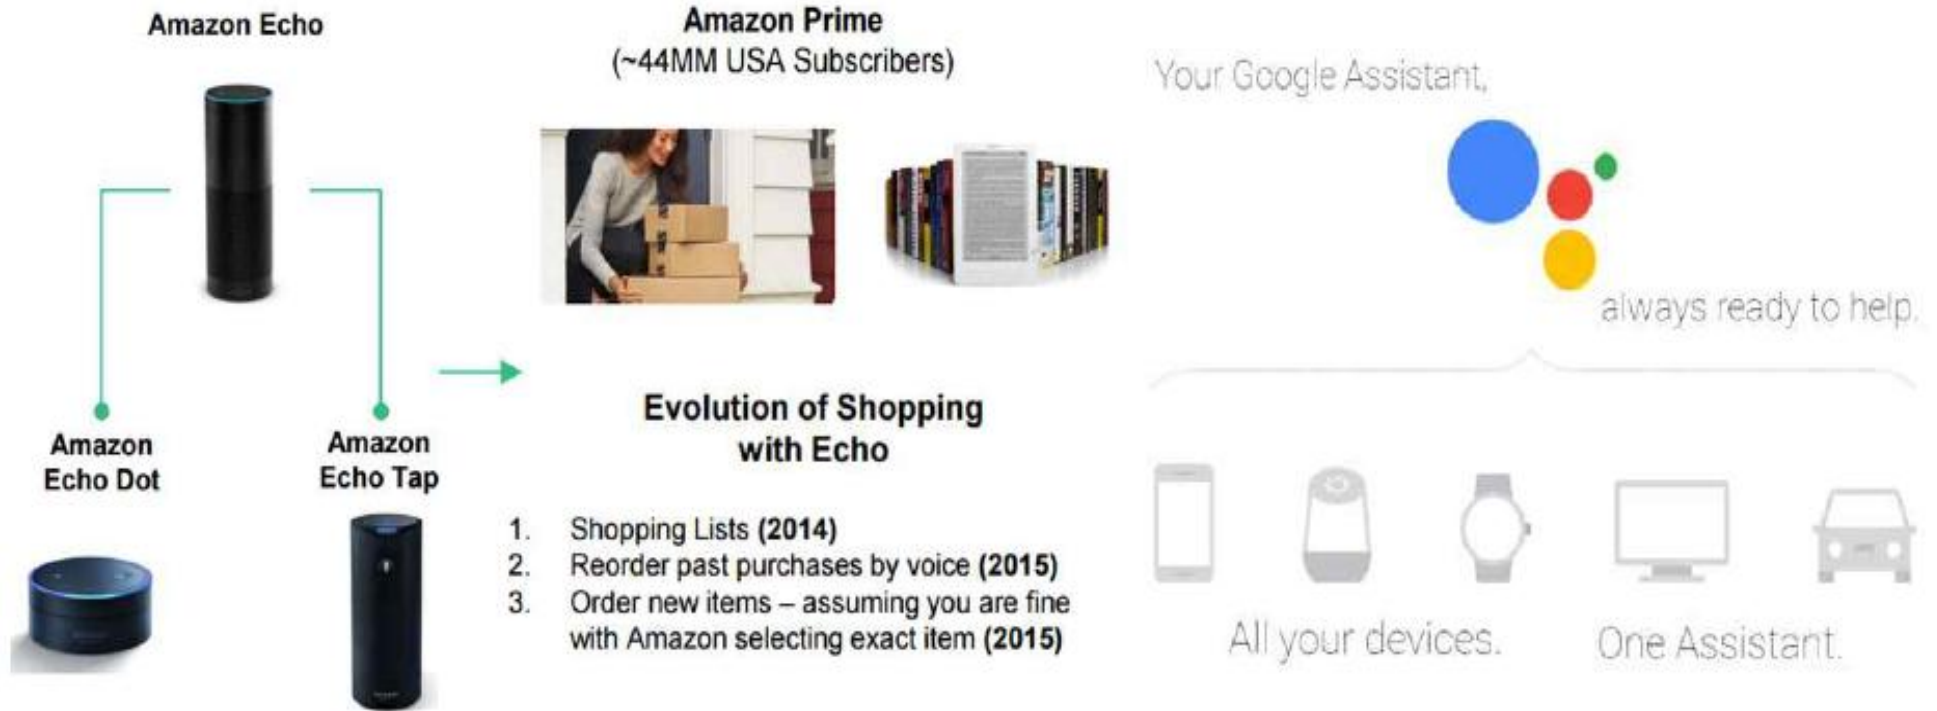 Amazon Echo
Amazon
Echo Dot
Amazon
Echo Tap
Amazon Prime
(~44MM USA Subscribers)
Evolution of Shopping
with Echo
1. Shopping Lists (2014)
2. Reorder past purchases by voice (2015)
3. Order new items – assuming you are fine
with Amazon selecting exact item (2015)
Your Google Assistant,
always ready to help.
All your devices. One Assistant.